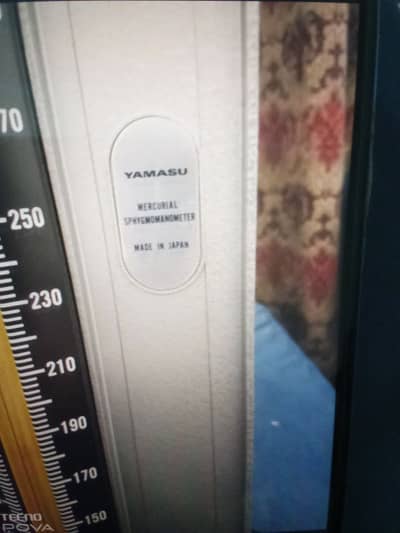 70
250
230
210
190
170
150
YAMASU
MERCURIAL
SPHYGMOMANOMETER
MADE IN JAPAN
TECNO
POVA